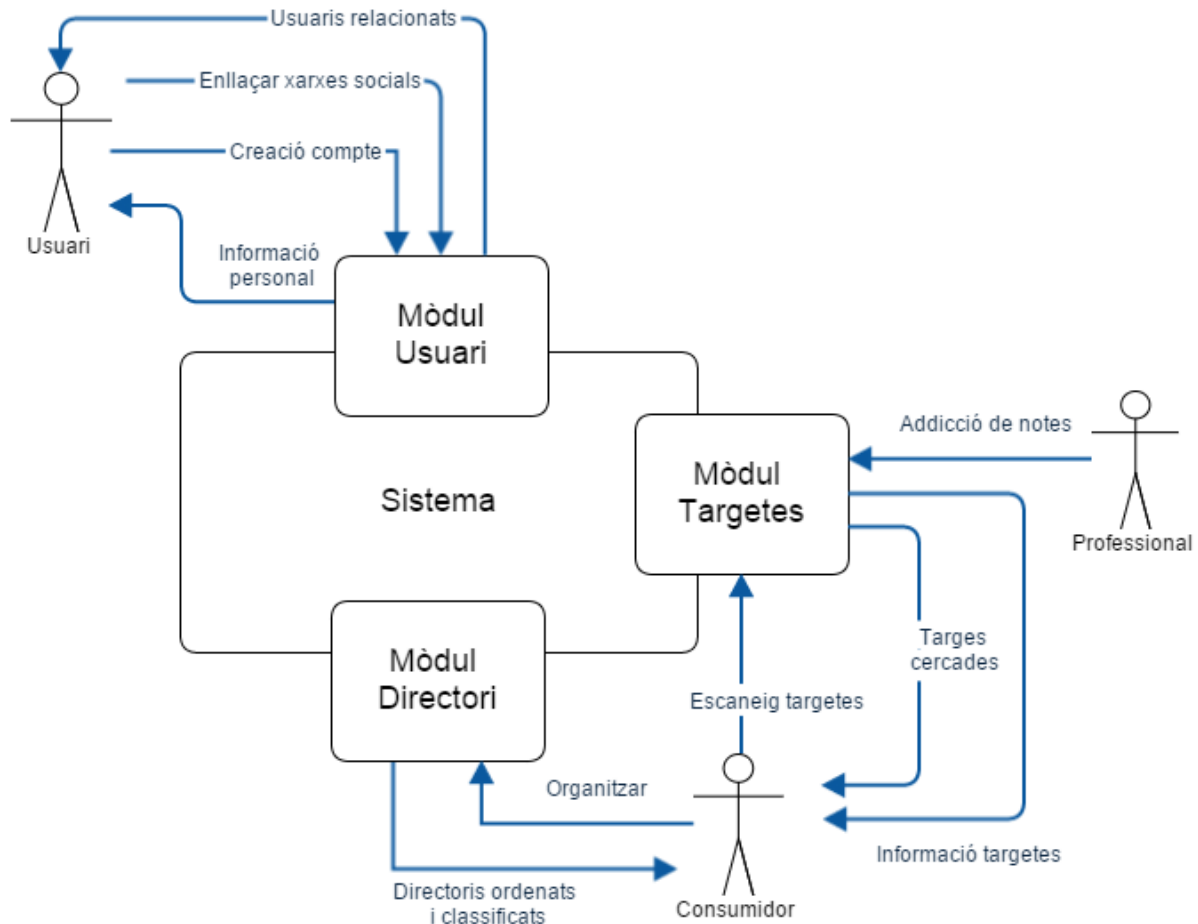 Usuaris relacionats
Enllaçar xarxes socials
Creació compte
Usuari
Informació
personal
Mòdul
Usuari
Addicció de notes
Mòdul
Targetes
Sistema
Professional
Targes
cercades
Mòdul
Directori
Escaneig targetes
Organitzar
Informació targetes
Directoris ordenats
i classificats
Consumidor